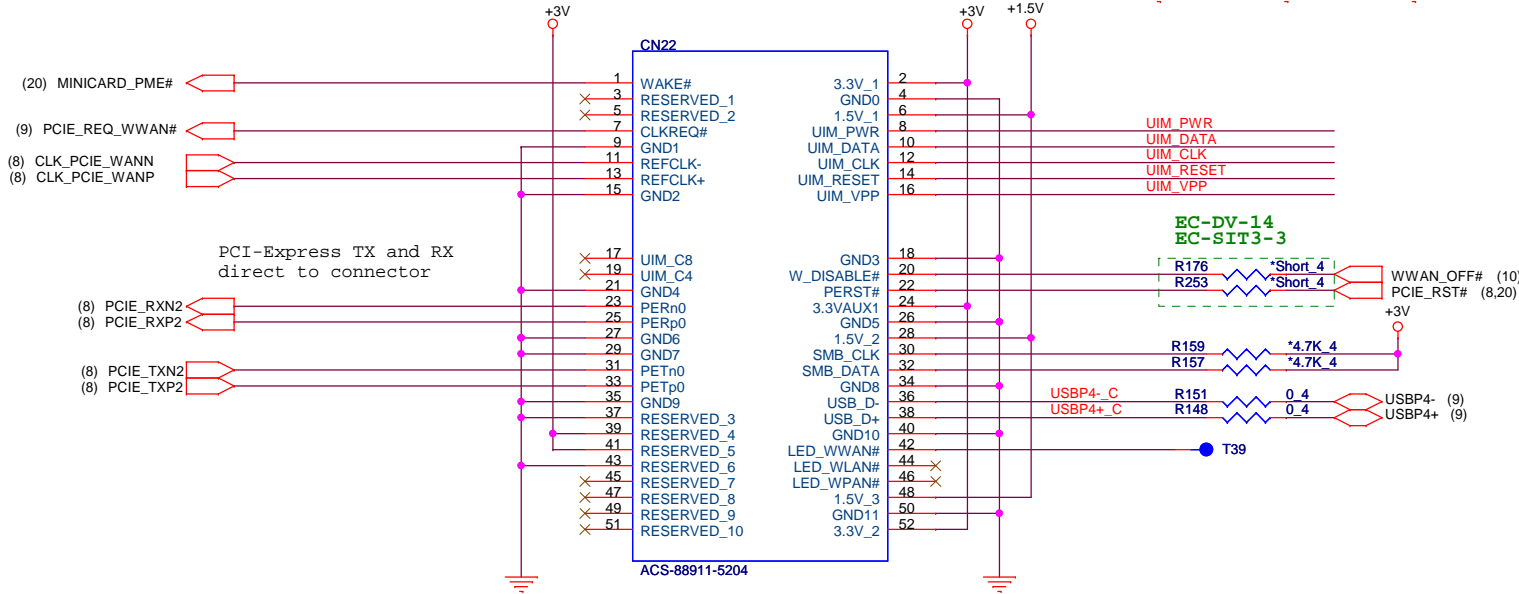 +3V
+3V
+1.5V
CN22
(20) MINICARD_PME# 1 WAKE# 3.3V_1 2
3 RESERVED_1 GND0 4
5 RESERVED_2 1.5V_1 6
(9) PCIE_REQ_WWAN# 7 CLKREQ# UIM_PWR 8 UIM_PWR
9 GND1 UIM_DATA 10 UIM_DATA
(8) CLK_PCIE_WANN 11 REFCLK- UIM_CLK 12 UIM_CLK
(8) CLK_PCIE_WANP 13 REFCLK+ UIM_RESET 14 UIM_RESET
15 GND2 UIM_VPP 16 UIM_VPP
EC-DV-14
EC-SIT3-3
PCI-Express TX and RX
direct to connector
17 UIM_C8 GND3 18
19 UIM_C4 W_DISABLE# 20 R176 *Short_4 WWAN_OFF# (10)
21 GND4 PERST# 22 R253 *Short_4 PCIE_RST# (8,20)
(8) PCIE_RXN2 23 PERn0 3.3VAUX1 24
(8) PCIE_RXP2 25 PERp0 GND5 26
+3V
27 GND6 1.5V_2 28
29 GND7 SMB_CLK 30 R159 *4.7K_4
(8) PCIE_TXN2 31 PETn0 SMB_DATA 32 R157 *4.7K_4
(8) PCIE_TXP2 33 PETp0 GND8 34
35 GND9 USB_D- 36 USBP4-_C R151 0_4 USBP4- (9)
37 RESERVED_3 USB_D+ 38 USBP4+_C R148 0_4 USBP4+ (9)
39 RESERVED_4 GND10 40
41 RESERVED_5 LED_WWAN# 42 T39
43 RESERVED_6 LED_WLAN# 44
45 RESERVED_7 LED_WPAN# 46
47 RESERVED_8 1.5V_3 48
49 RESERVED_9 GND11 50
51 RESERVED_10 3.3V_2 52
ACS-88911-5204